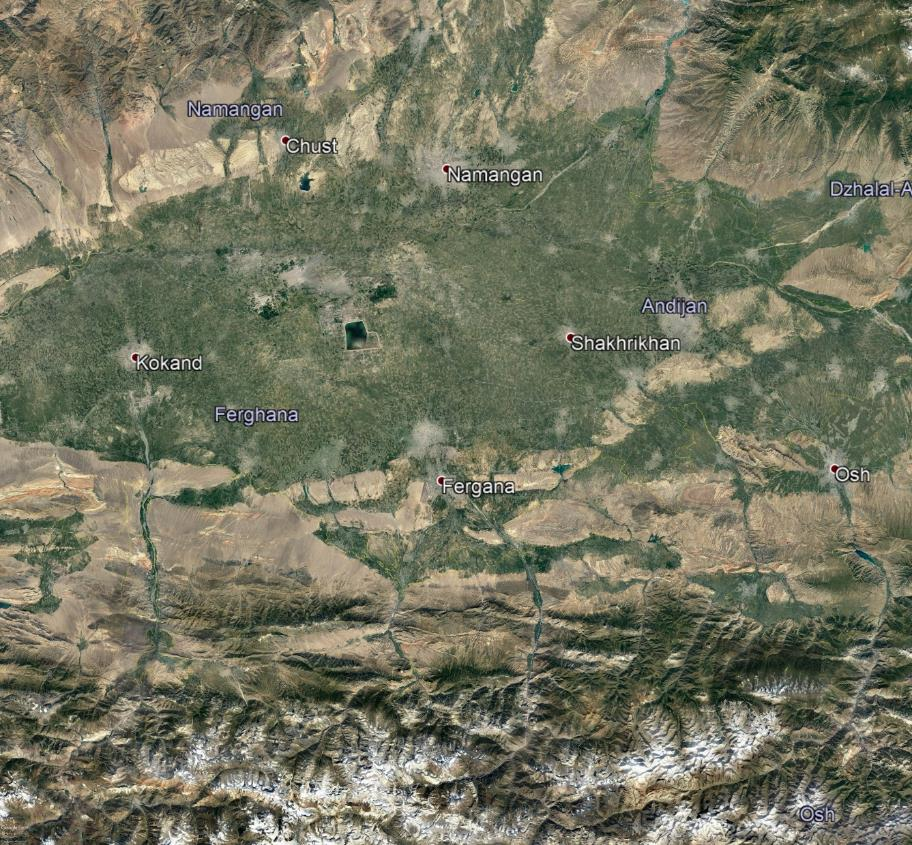 Namangan
Chust
Namangan
Dzhalal-A
Andijan
Shakhrikhan
Kokand
Ferghana
Fergana
Osh
Osh